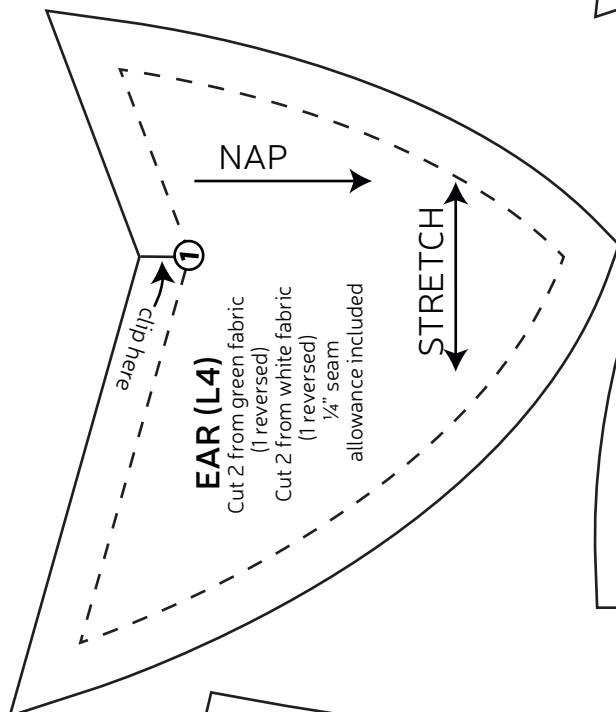 NAP
STRETCH
1
clip here
EAR (L4)
Cut 2 from green fabric
(1 reversed)
Cut 2 from white fabric
(1 reversed)
¼” seam
allowance included